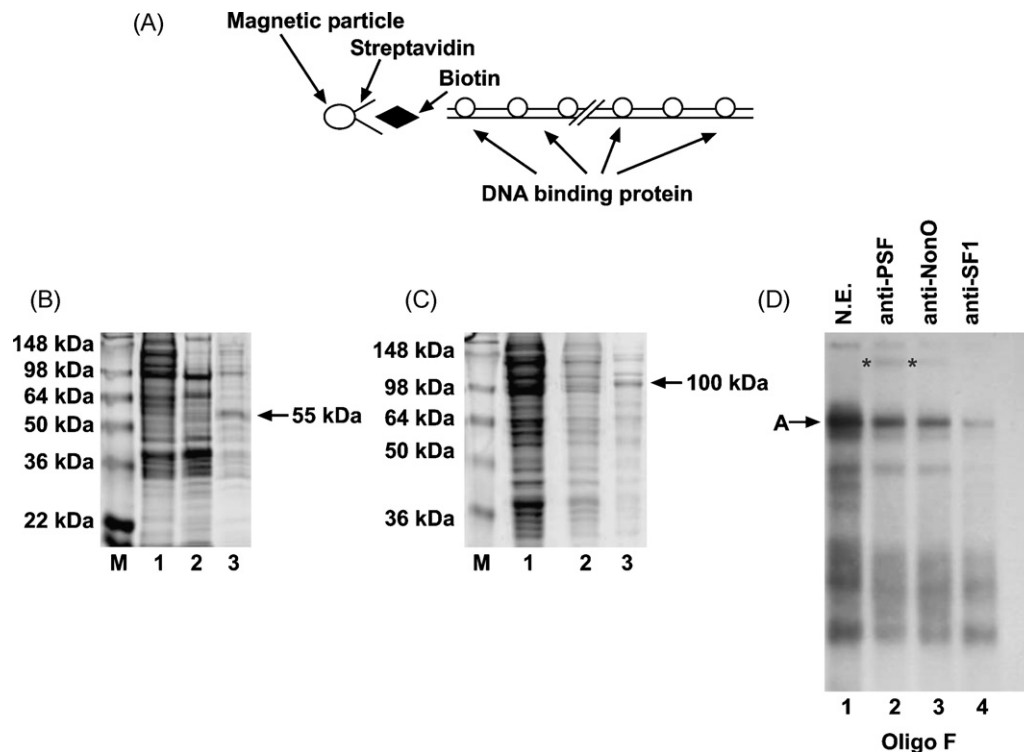 (A)
Magnetic particle
Streptavidin
Biotin
DNA binding protein
(B)
148 kDa
98 kDa
64 kDa
50 kDa
36 kDa
22 kDa
55 kDa
M 1 2 3
(C)
148 kDa
98 kDa
64 kDa
50 kDa
36 kDa
100 kDa
M 1 2 3
(D)
N.E.
anti-PSF
anti-NonO
anti-SF1
* *
A
1 2 3 4
Oligo F